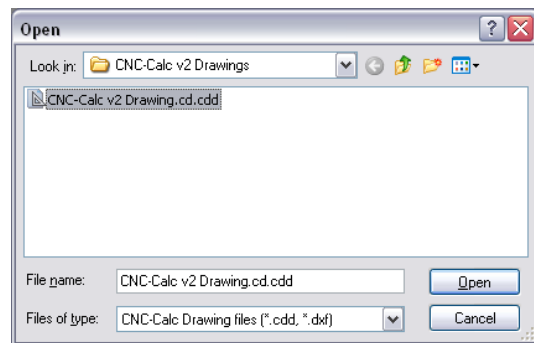 Open
Look in: CNC-Calc v2 Drawings
CNC-Calc v2 Drawing.cd.cdd
File name: CNC-Calc v2 Drawing.cd.cdd Open
Files of type: CNC-Calc Drawing files (*.cdd, *.dxf) Cancel